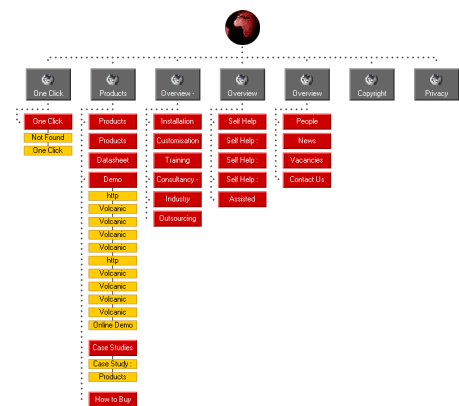 One Click
Products
Overview -
Overview
Overview
Copyright
Privacy
One Click
Not Found
One Click
Products
Products
Datasheet
Demo
http
Volcanic
Volcanic
Volcanic
Volcanic
http
Volcanic
Volcanic
Volcanic
Volcanic
Online Demo
Case Studies
Case Study :
Products
How to Buy
Installation
Customisation
Training
Consultancy -
Industry
Outsourcing
Self Help
Self Help :
Self Help :
Self Help :
Assisted
People
News
Vacancies
Contact Us